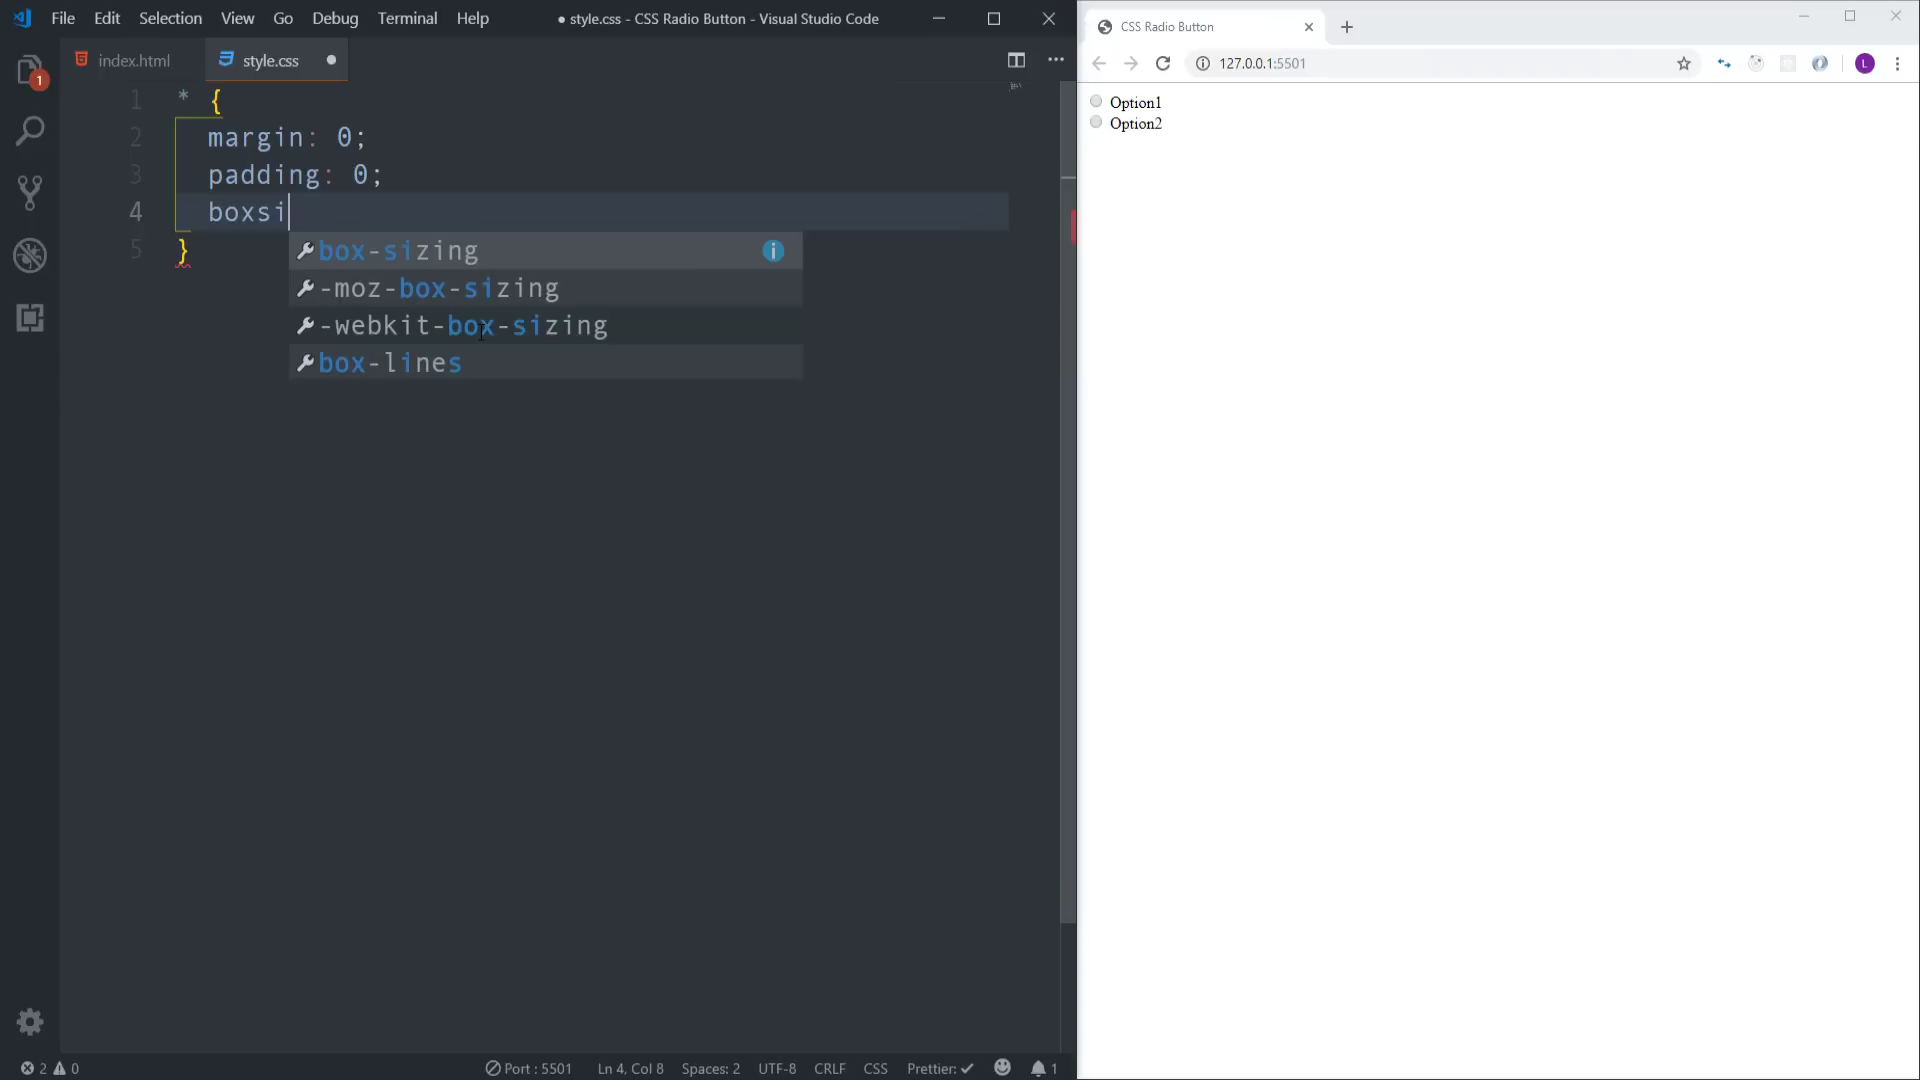 File Edit Selection View Go Debug Terminal Help ● style.css - CSS Radio Button - Visual Studio Code
index.html style.css ●
1 * {
2 margin: 0;
3 padding: 0;
4 boxsi
5 }
box-sizing
-moz-box-sizing
-webkit-box-sizing
box-lines
1
2 0 Port : 5501 Ln 4, Col 8 Spaces: 2 UTF-8 CRLF CSS Prettier: ✓ 1
CSS Radio Button
127.0.0.1:5501 L
Option1
Option2